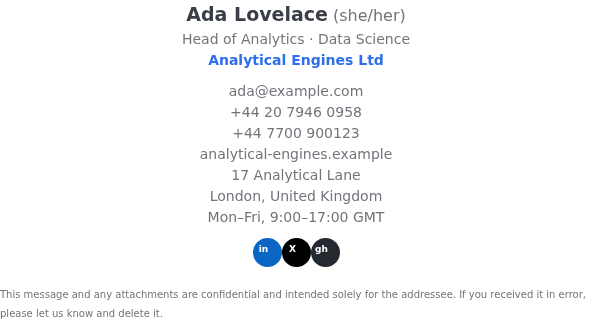 Ada Lovelace (she/her)
Head of Analytics · Data Science
Analytical Engines Ltd
ada@example.com
+44 20 7946 0958
+44 7700 900123
analytical-engines.example
17 Analytical Lane
London, United Kingdom
Mon–Fri, 9:00–17:00 GMT
in X gh
This message and any attachments are confidential and intended solely for the addressee. If you received it in error,
please let us know and delete it.